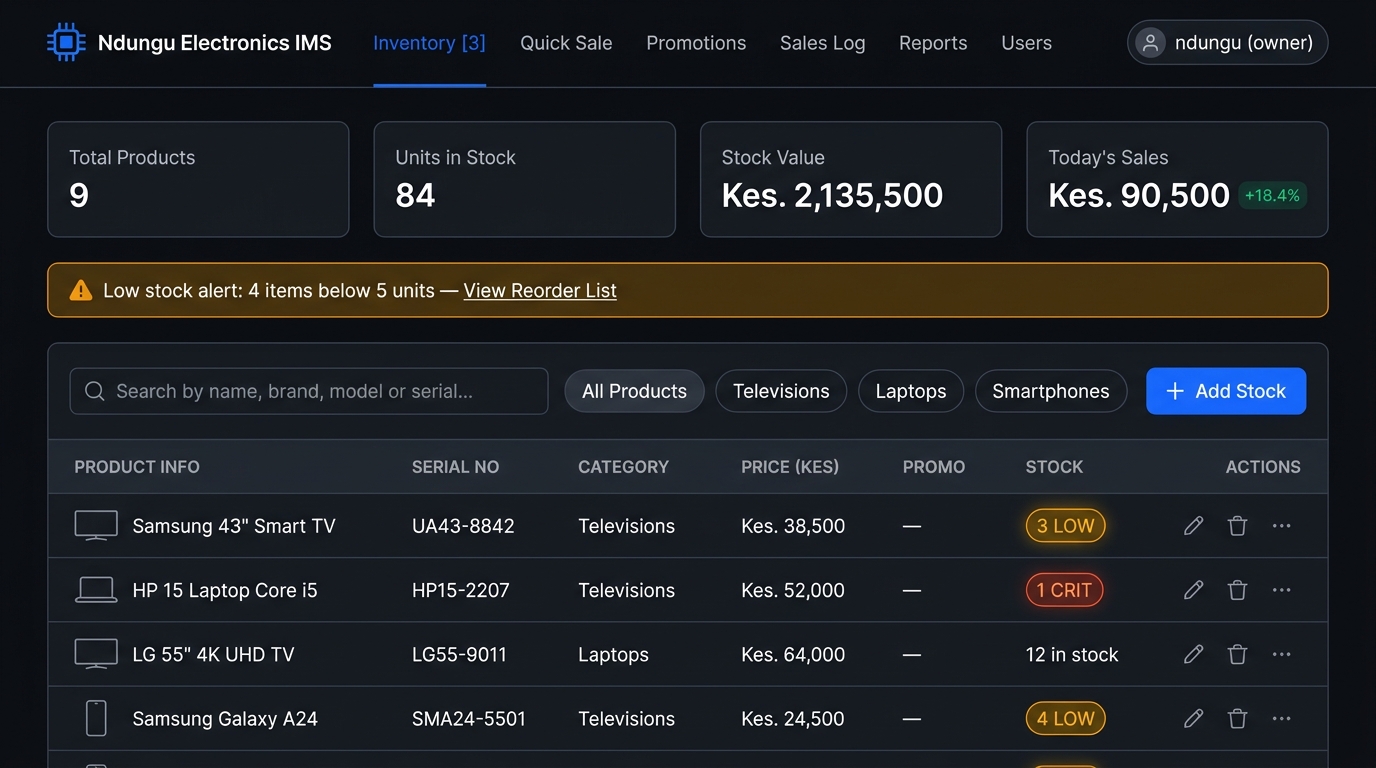 Ndungu Electronics IMS
Inventory [3]
Quick Sale
Promotions
Sales Log
Reports
Users
ndungu (owner)
Total Products
9
Units in Stock
84
Stock Value
Kes. 2,135,500
Today's Sales
Kes. 90,500 +18.4%
Low stock alert: 4 items below 5 units — View Reorder List
Search by name, brand, model or serial...
All Products
Televisions
Laptops
Smartphones
+ Add Stock
PRODUCT INFO SERIAL NO CATEGORY PRICE (KES) PROMO STOCK ACTIONS
Samsung 43" Smart TV UA43-8842 Televisions Kes. 38,500 — 3 LOW
HP 15 Laptop Core i5 HP15-2207 Televisions Kes. 52,000 — 1 CRIT
LG 55" 4K UHD TV LG55-9011 Laptops Kes. 64,000 — 12 in stock
Samsung Galaxy A24 SMA24-5501 Televisions Kes. 24,500 — 4 LOW